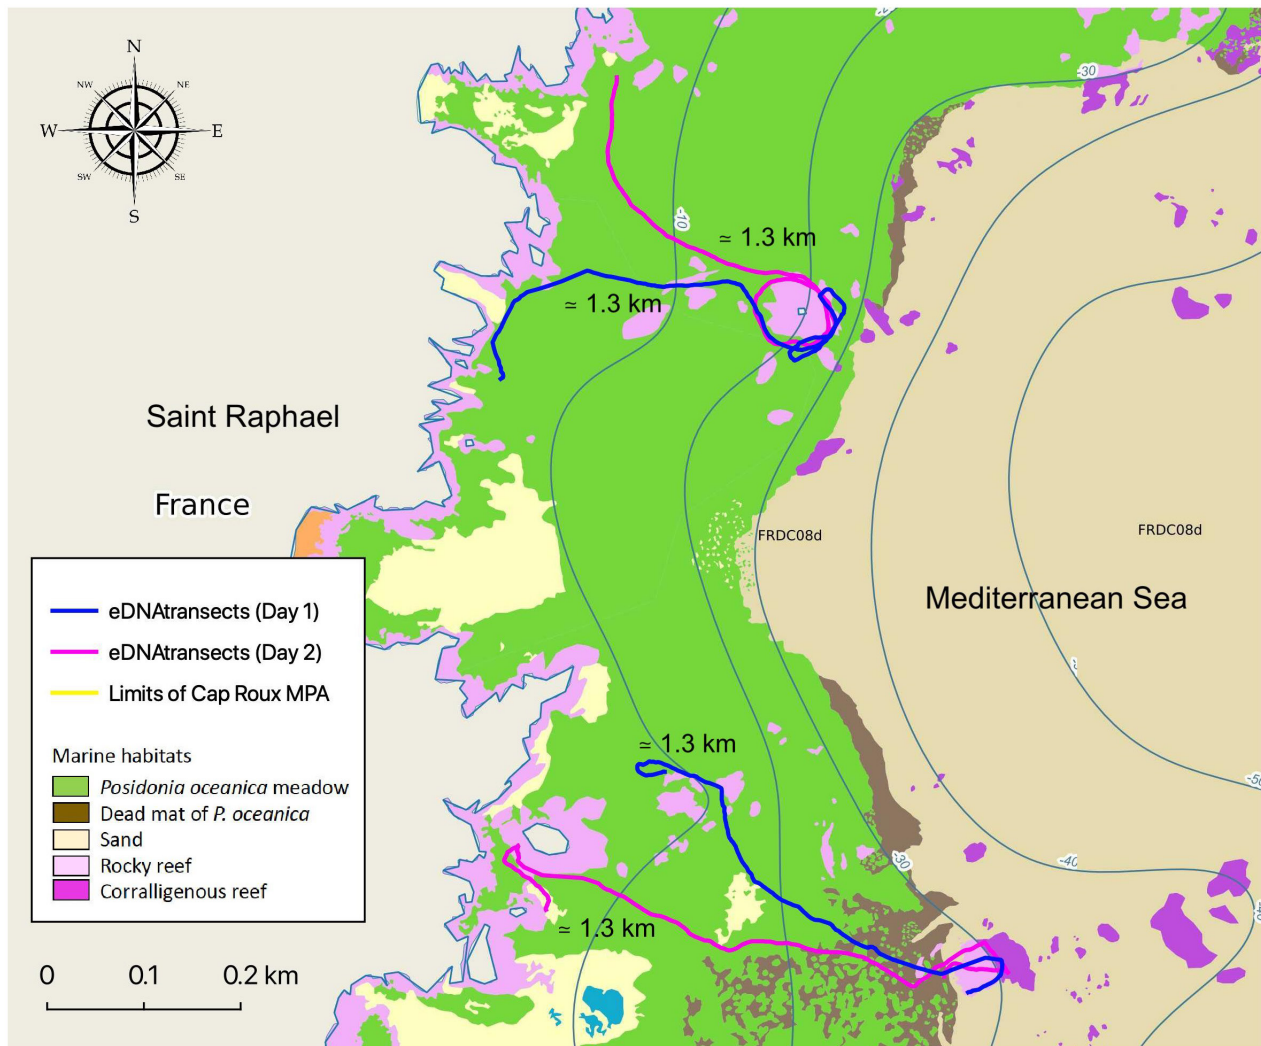 N
NW
NE
W
E
SW
SE
S
-30
-10
≃ 1.3 km
≃ 1.3 km
Saint Raphael
France
FRDC08d
FRDC08d
Mediterranean Sea
eDNAtransects (Day 1)
eDNAtransects (Day 2)
Limits of Cap Roux MPA
Marine habitats
Posidonia oceanica meadow
Dead mat of P. oceanica
Sand
Rocky reef
Corralligenous reef
≃ 1.3 km
-30
-40
≃ 1.3 km
0 0.1 0.2 km